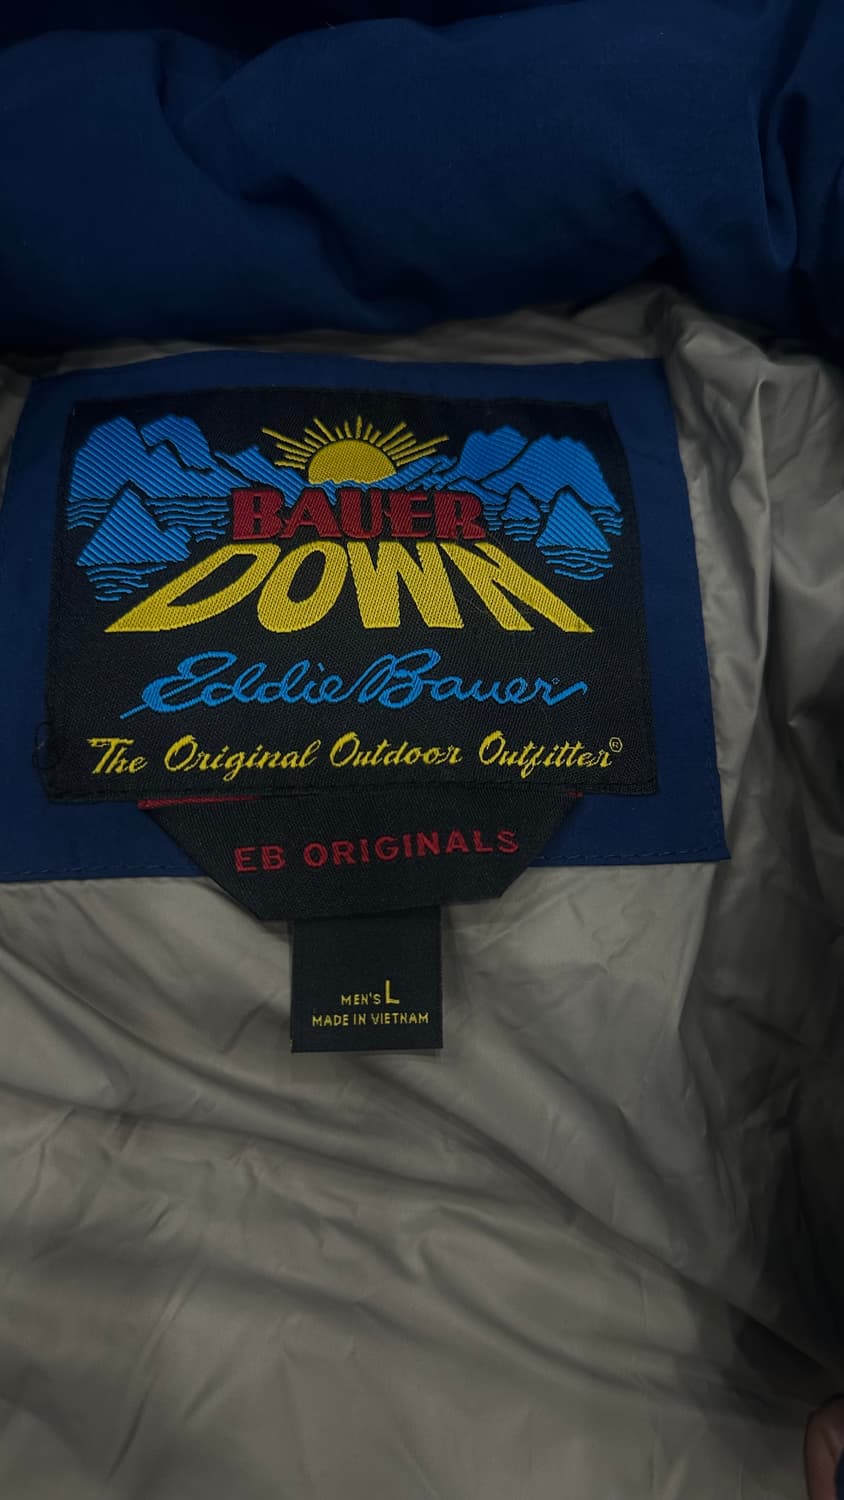 BAUER
DOWN
Eddie Bauer
The Original Outdoor Outfitter®
EB ORIGINALS
MEN'S L
MADE IN VIETNAM